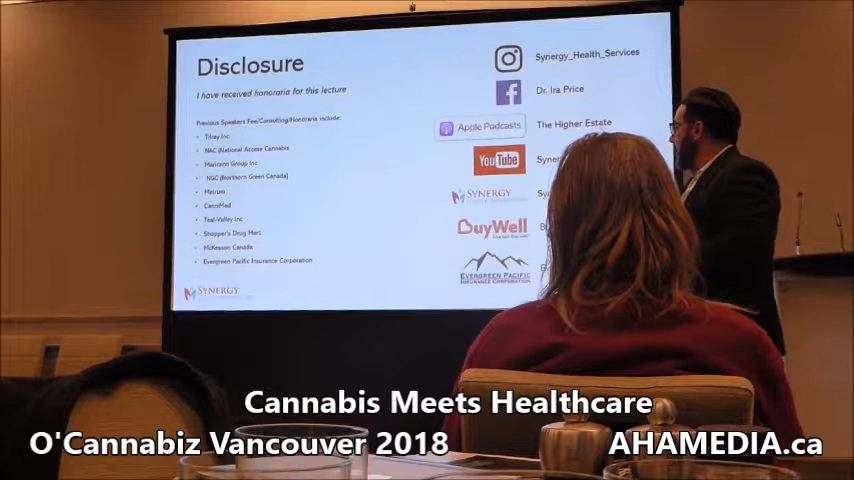 Disclosure
I have received honoraria for this lecture
Previous Speakers Fee/Consulting/Honoraria include:
• Tilray Inc
• NAC (National Access Cannabis
• Maricann Group Inc
• NGC (Northern Green Canada)
• Metrum
• CanniMed
• Teal-Valley Inc
• Shopper's Drug Mart
• McKesson Canada
• Evergreen Pacific Insurance Corporation
SYNERGY
Synergy_Health_Services
Dr. Ira Price
Apple Podcasts
The Higher Estate
YouTube
SYNERGY
BuyWell
EVERGREEN PACIFIC
INSURANCE CORPORATION
Cannabis Meets Healthcare
O'Cannabiz Vancouver 2018
AHAMEDIA.ca